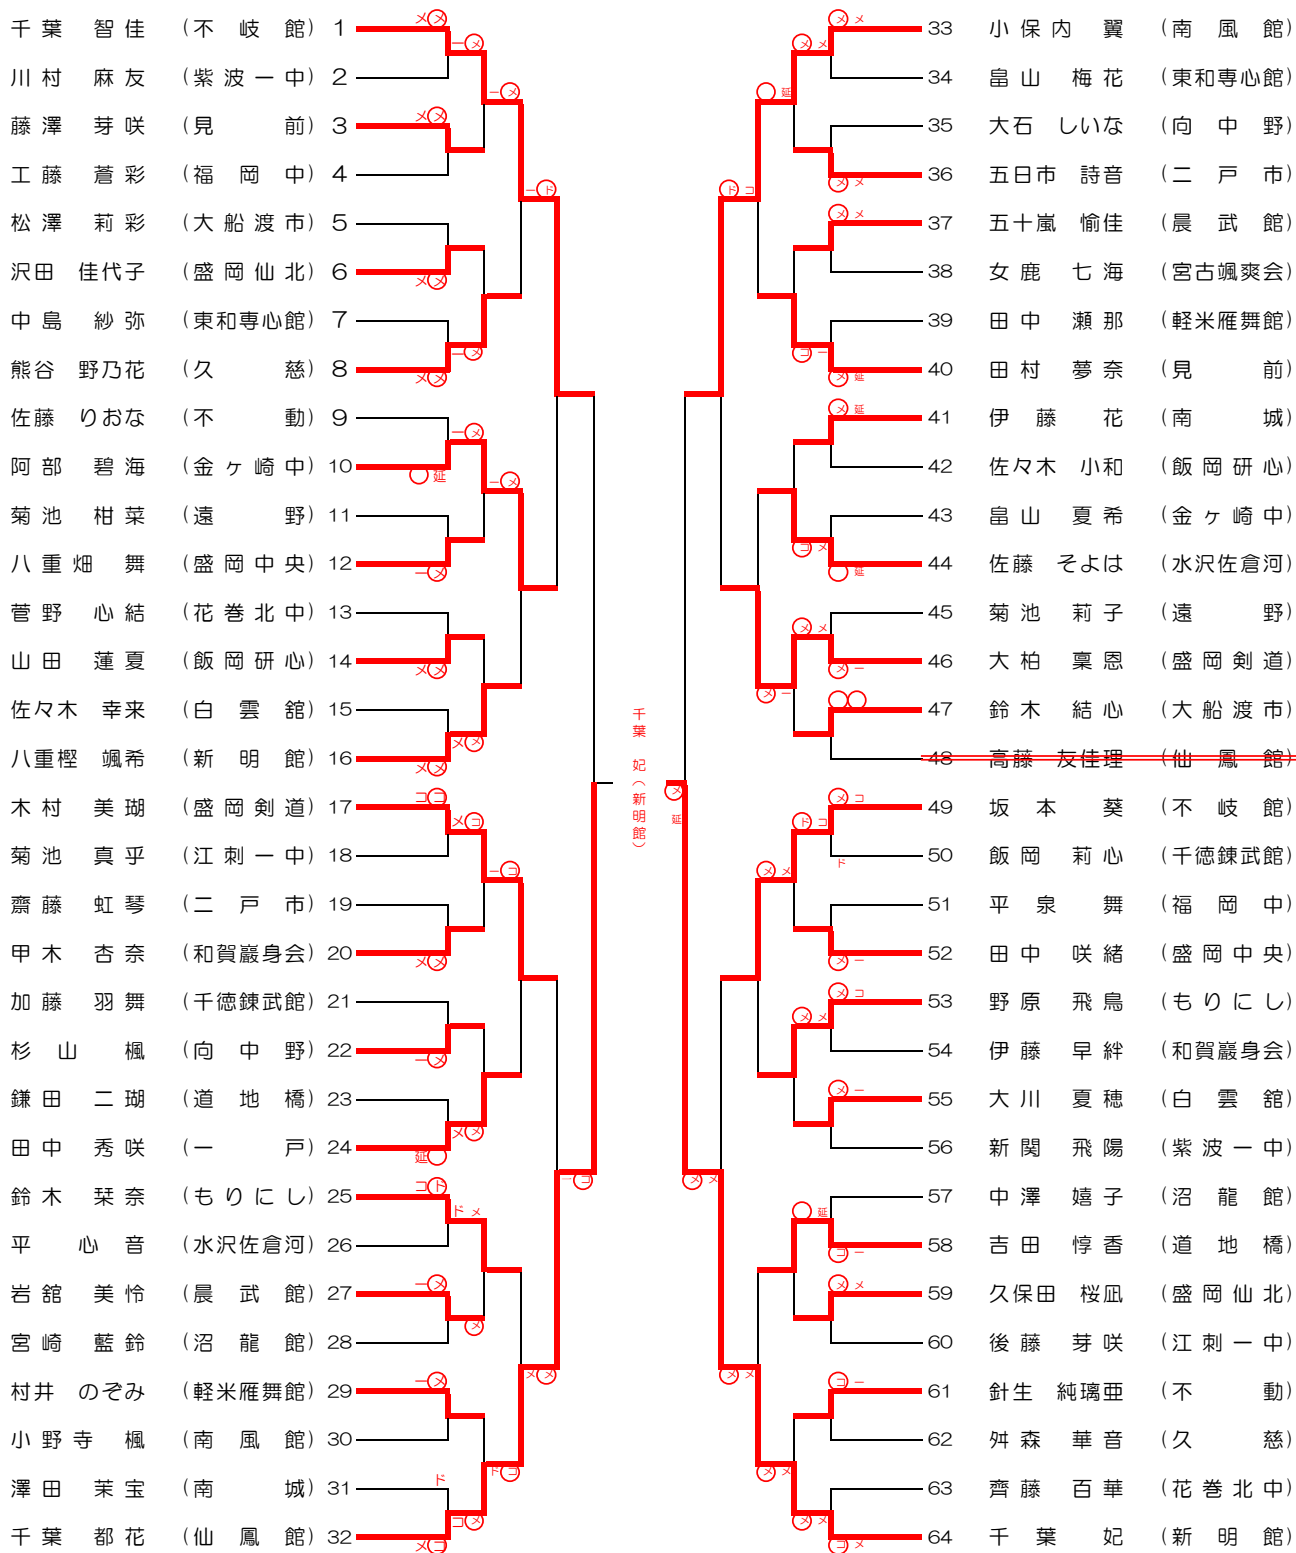 千葉 智佳 (不岐館) 1
川村 麻友 (紫波一中) 2
藤澤 芽咲 (見前) 3
工藤 蒼彩 (福岡中) 4
松澤 莉彩 (大船渡市) 5
沢田 佳代子 (盛岡仙北) 6
中島 紗弥 (東和専心館) 7
熊谷 野乃花 (久慈) 8
佐藤 りおな (不動) 9
阿部 碧海 (金ヶ崎中) 10
菊池 柑菜 (遠野) 11
八重畑 舞 (盛岡中央) 12
菅野 心結 (花巻北中) 13
山田 蓮夏 (飯岡研心) 14
佐々木 幸来 (白雲舘) 15
八重樫 颯希 (新明館) 16
木村 美瑚 (盛岡剣道) 17
菊池 真乎 (江刺一中) 18
齋藤 虹琴 (二戸市) 19
甲木 杏奈 (和賀巖身会) 20
加藤 羽舞 (千徳錬武館) 21
杉山 楓 (向中野) 22
鎌田 二瑚 (道地橋) 23
田中 秀咲 (一戸) 24
鈴木 栞奈 (もりにし) 25
平 心音 (水沢佐倉河) 26
岩舘 美怜 (晨武館) 27
宮崎 藍鈴 (沼龍館) 28
村井 のぞみ (軽米雁舞館) 29
小野寺 楓 (南風館) 30
澤田 茉宝 (南城) 31
千葉 都花 (仙鳳館) 32
千葉 妃(新明館)
33 小保内 翼 (南風館)
34 畠山 梅花 (東和専心館)
35 大石 しいな (向中野)
36 五日市 詩音 (二戸市)
37 五十嵐 愉佳 (晨武館)
38 女鹿 七海 (宮古颯爽会)
39 田中 瀬那 (軽米雁舞館)
40 田村 夢奈 (見前)
41 伊藤 花 (南城)
42 佐々木 小和 (飯岡研心)
43 畠山 夏希 (金ヶ崎中)
44 佐藤 そよは (水沢佐倉河)
45 菊池 莉子 (遠野)
46 大柏 稟恩 (盛岡剣道)
47 鈴木 結心 (大船渡市)
48 高藤 友佳理 (仙鳳館)
49 坂本 葵 (不岐館)
50 飯岡 莉心 (千徳錬武館)
51 平泉 舞 (福岡中)
52 田中 咲緒 (盛岡中央)
53 野原 飛鳥 (もりにし)
54 伊藤 早絆 (和賀巖身会)
55 大川 夏穂 (白雲舘)
56 新関 飛陽 (紫波一中)
57 中澤 嬉子 (沼龍館)
58 吉田 惇香 (道地橋)
59 久保田 桜凪 (盛岡仙北)
60 後藤 芽咲 (江刺一中)
61 針生 純璃亜 (不動)
62 舛森 華音 (久慈)
63 齊藤 百華 (花巻北中)
64 千葉 妃 (新明館)